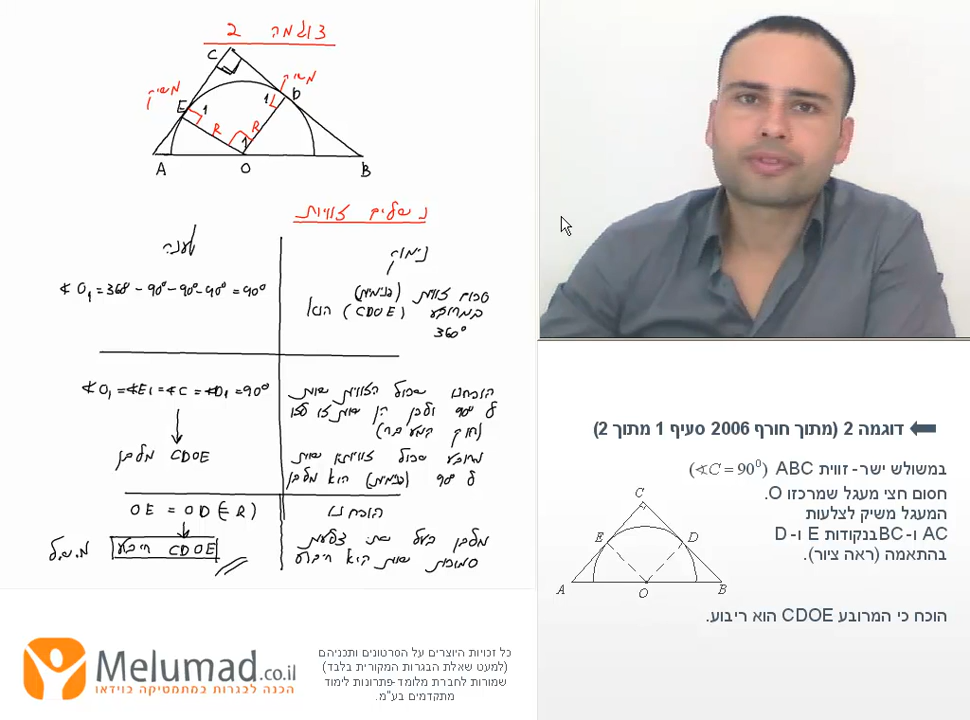 דוגמה 2
C
משיק
משיק
E
1
1
D
R
R
1
A
O
B
נשלים זוויות
טענה
נימוק
∢O₁=360°-90°-90°-90°=90°
סכום זוויות (פנימיות)
במרובע (CDOE) הוא
360°
∢O₁=∢E₁=∢C=∢D₁=90°
הוכחנו שכל הזוויות שוות
ל 90° ולכן הן שוות זו לזו
(חוק המעבר)
CDOE מלבן
מרובע שכל זוויותיו שוות
ל 90° (פנימיות) הוא מלבן
OE = OD (=R)
הוכחנו
CDOE ריבוע
מ.ש.ל
מלבן בעל שתי צלעות
סמוכות שוות הוא ריבוע
דוגמה 2 (מתוך חורף 2006 סעיף 1 מתוך 2)
במשולש ישר- זווית ABC (∢C = 90⁰)
חסום חצי מעגל שמרכזו O.
המעגל משיק לצלעות
AC ו-BC בנקודות E ו- D
בהתאמה (ראה ציור).
C
E
D
A
O
B
הוכח כי המרובע CDOE הוא ריבוע.
Melumad.co.il
הכנה לבגרות במתמטיקה בוידאו
כל זכויות היוצרים על הסרטונים ותכניהם
(למעט שאלת הבגרות המקורית בלבד)
שמורות לחברת מלומד -פתרונות לימוד
מתקדמים בע"מ.